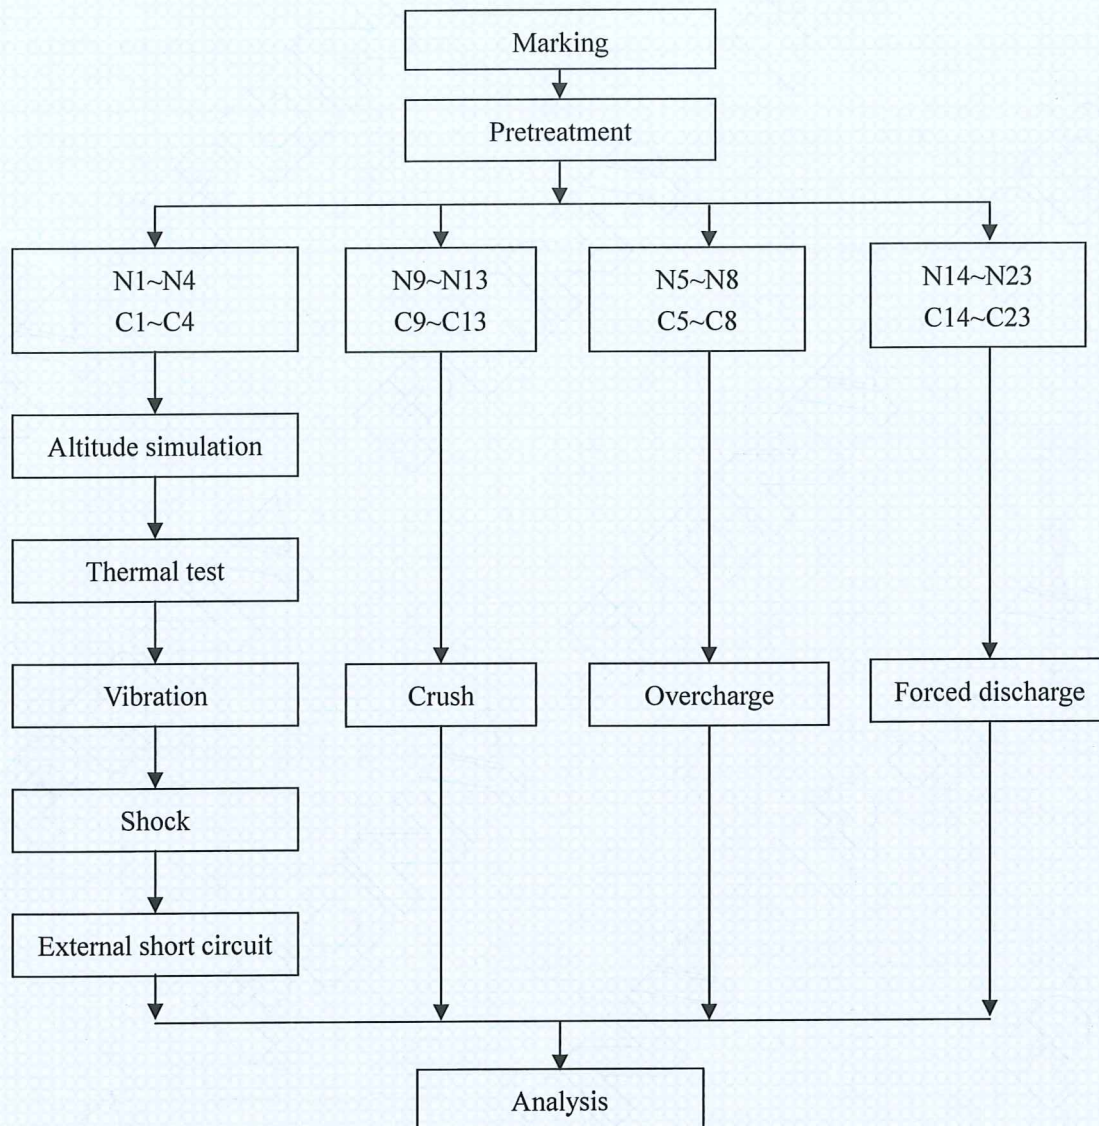 Marking
Pretreatment
N1~N4
C1~C4
N9~N13
C9~C13
N5~N8
C5~C8
N14~N23
C14~C23
Altitude simulation
Thermal test
Vibration
Crush
Overcharge
Forced discharge
Shock
External short circuit
Analysis